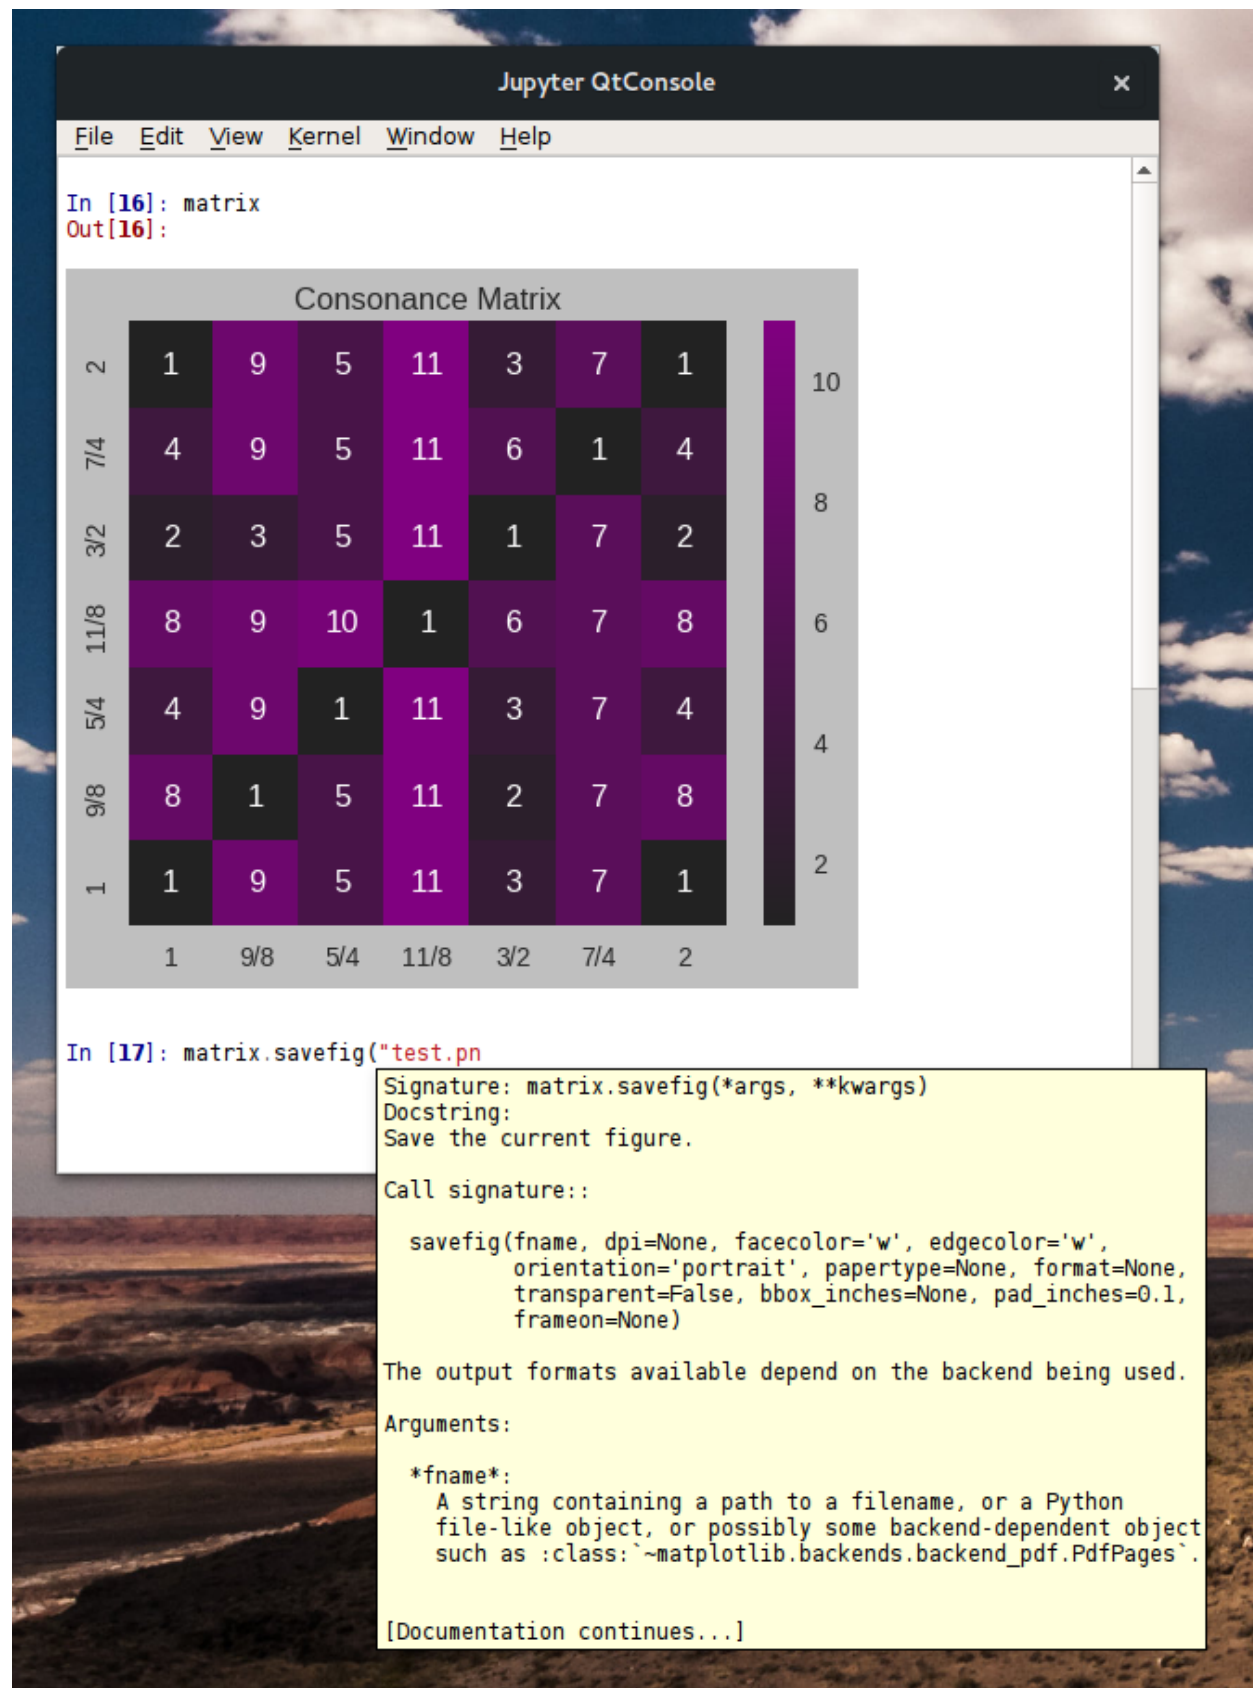 Jupyter QtConsole
×
File Edit View Kernel Window Help
In [16]: matrix
Out[16]:
Consonance Matrix
2 1 9 5 11 3 7 1
7/4 4 9 5 11 6 1 4
3/2 2 3 5 11 1 7 2
11/8 8 9 10 1 6 7 8
5/4 4 9 1 11 3 7 4
9/8 8 1 5 11 2 7 8
1 1 9 5 11 3 7 1
1 9/8 5/4 11/8 3/2 7/4 2
10
8
6
4
2
In [17]: matrix.savefig("test.pn
Signature: matrix.savefig(*args, **kwargs)
Docstring:
Save the current figure.
Call signature::
savefig(fname, dpi=None, facecolor='w', edgecolor='w',
orientation='portrait', papertype=None, format=None,
transparent=False, bbox_inches=None, pad_inches=0.1,
frameon=None)
The output formats available depend on the backend being used.
Arguments:
*fname*:
A string containing a path to a filename, or a Python
file-like object, or possibly some backend-dependent object
such as :class:`~matplotlib.backends.backend_pdf.PdfPages`.
[Documentation continues...]